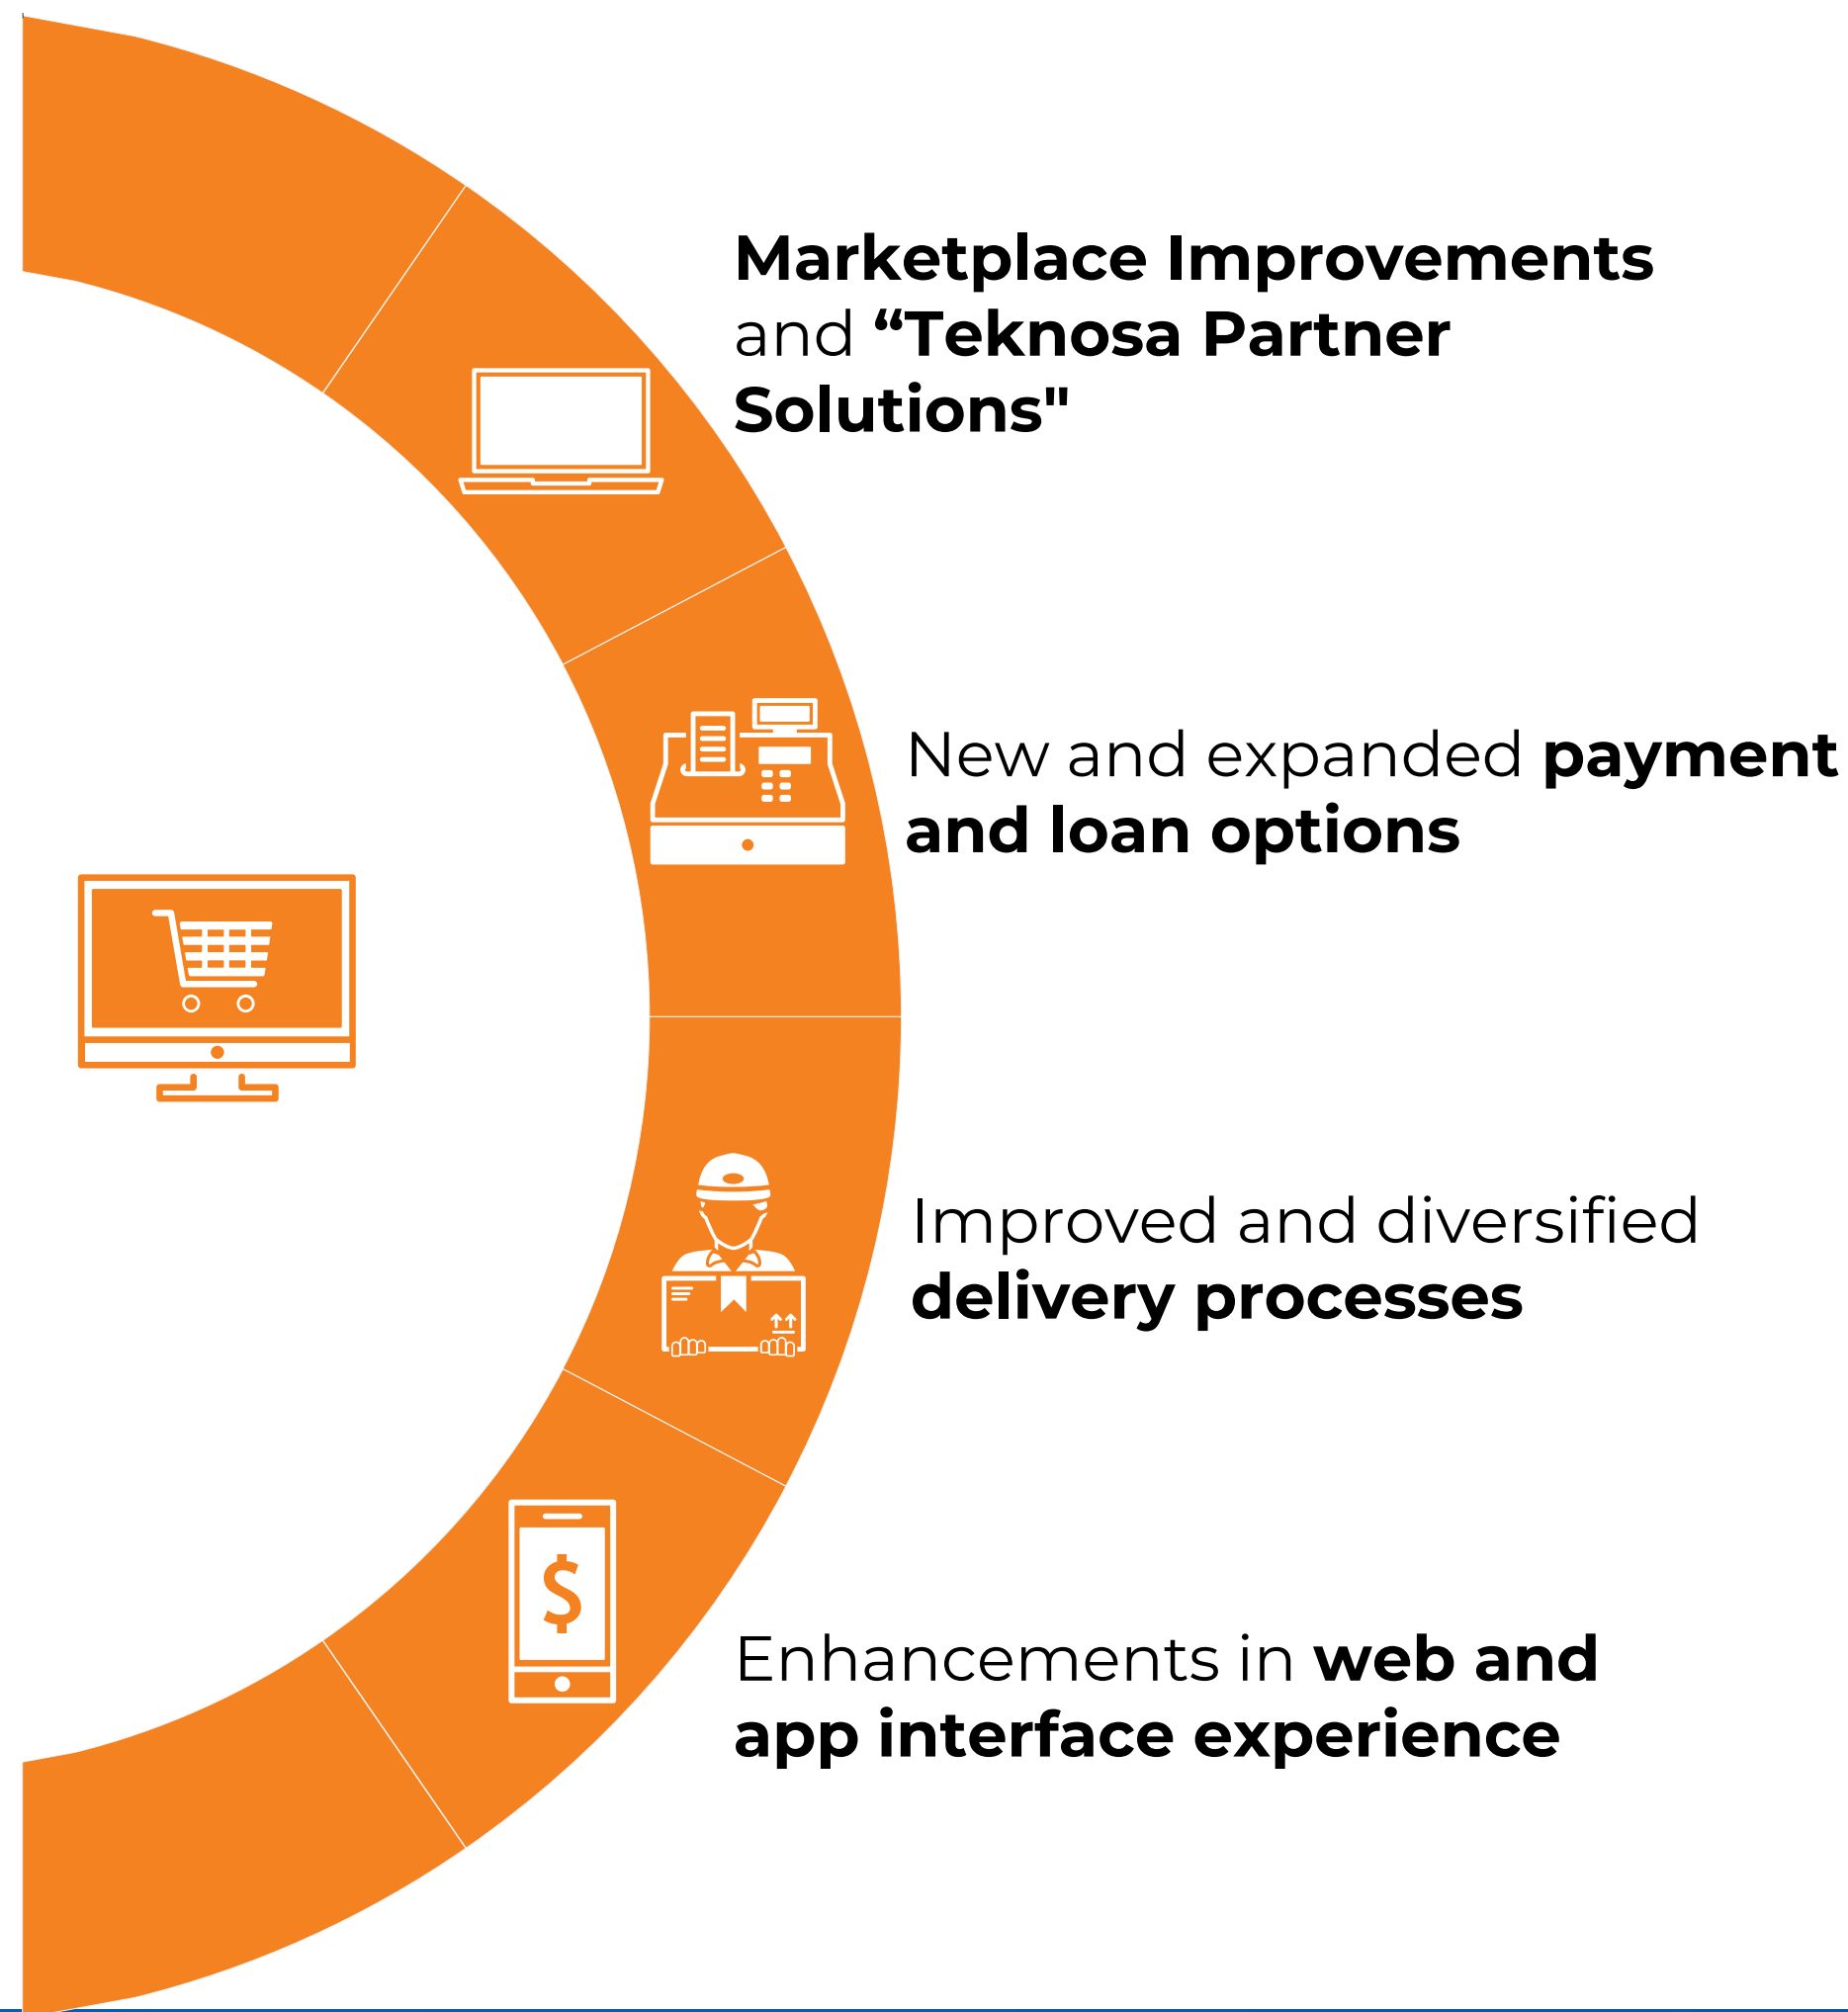 Marketplace Improvements
and “Teknosa Partner
Solutions"
New and expanded payment
and loan options
Improved and diversified
delivery processes
Enhancements in web and
app interface experience
$